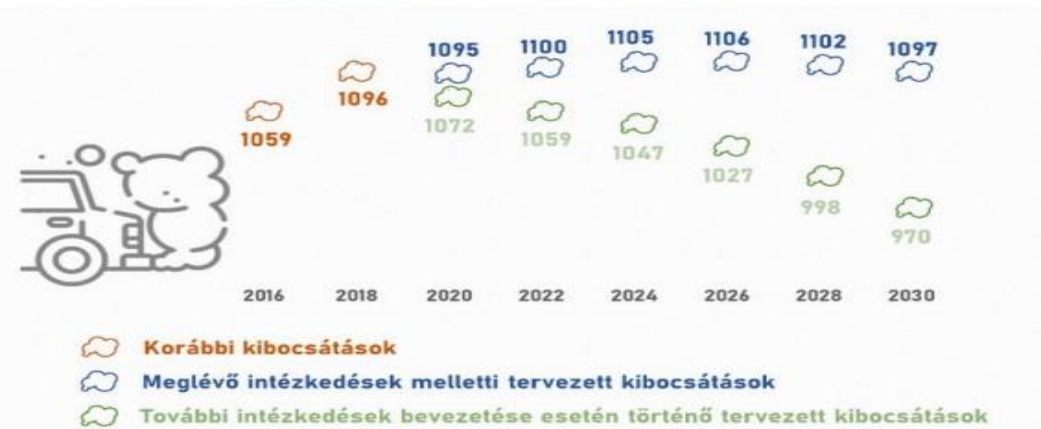 1095 1100 1105 1106 1102 1097
1096
1059
1072 1059 1047 1027 998 970
2016 2018 2020 2022 2024 2026 2028 2030
Korábbi kibocsátások
Meglévő intézkedések melletti tervezett kibocsátások
További intézkedések bevezetése esetén történő tervezett kibocsátások